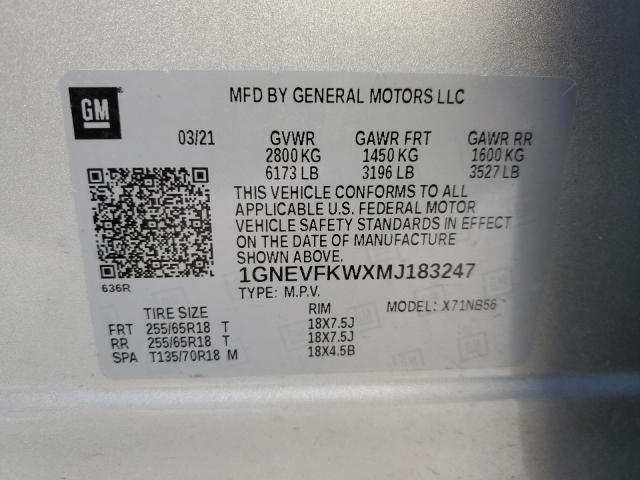 GM
MFD BY GENERAL MOTORS LLC
03/21 GVWR GAWR FRT GAWR RR
2800 KG 1450 KG 1600 KG
6173 LB 3196 LB 3527 LB
THIS VEHICLE CONFORMS TO ALL
APPLICABLE U.S. FEDERAL MOTOR
VEHICLE SAFETY STANDARDS IN EFFECT
ON THE DATE OF MANUFACTURE
SHOWN ABOVE.
1GNEVFKWXMJ183247
636R
TYPE: M.P.V. MODEL:
TIRE SIZE RIM
FRT 255/65R18 T 18X7.5J
RR 255/65R18 T 18X7.5J
SPA T135/70R18 M 18X4.5B